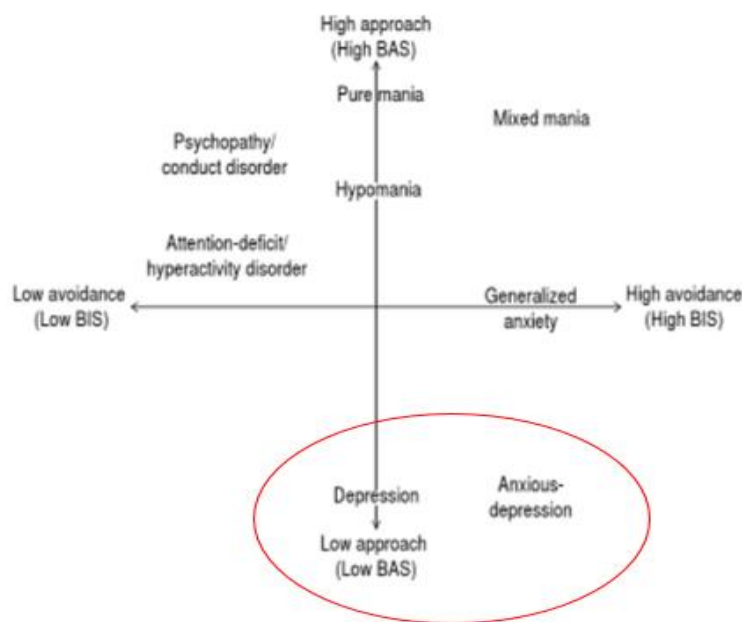 High approach
(High BAS)
Pure mania
Mixed mania
Psychopathy/
conduct disorder
Hypomania
Attention-deficit/
hyperactivity disorder
Low avoidance
(Low BIS)
Generalized
anxiety
High avoidance
(High BIS)
Depression
Anxious-
depression
Low approach
(Low BAS)